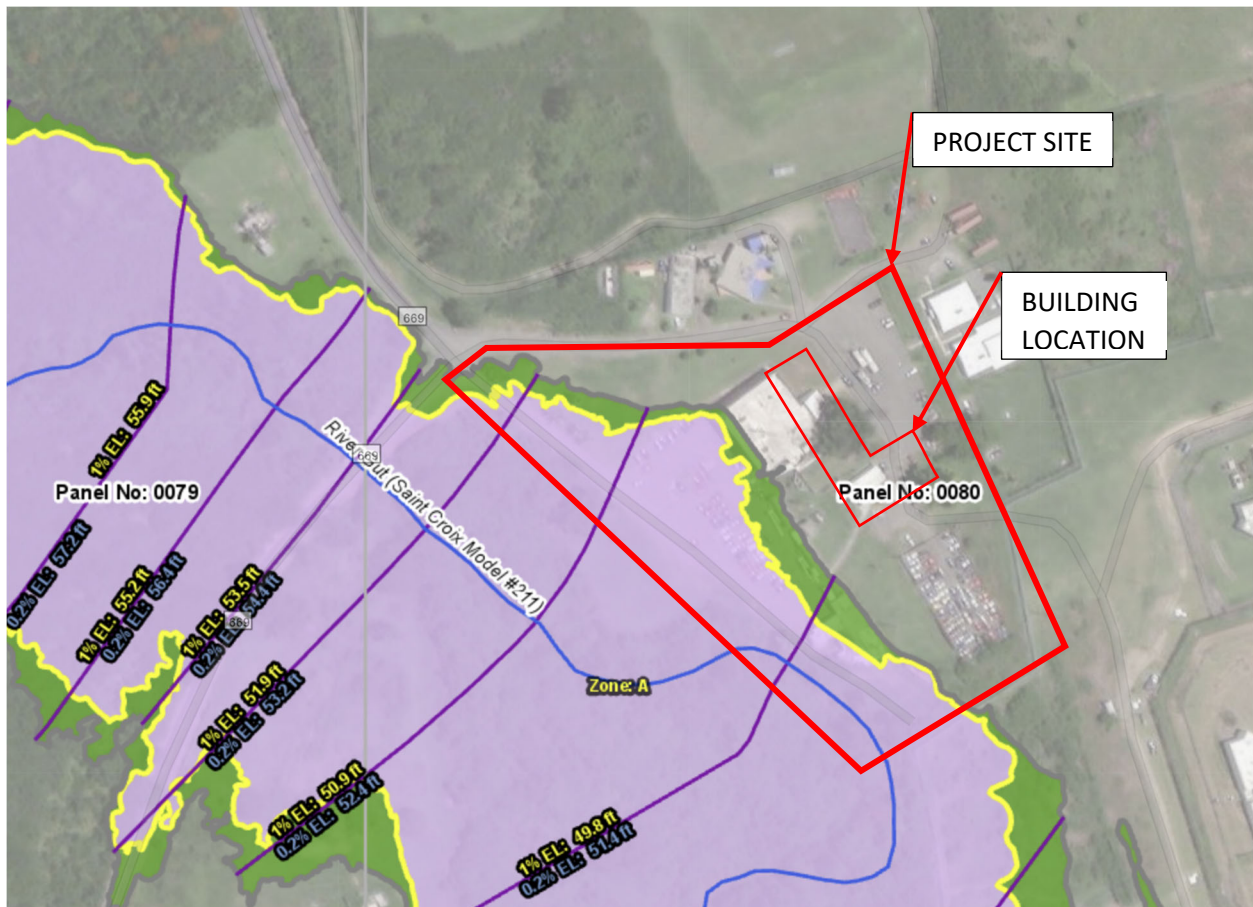 PROJECT SITE
BUILDING
LOCATION
669
1% EL: 55.9 ft
0.2% EL: 57.2 ft
Panel No: 0079
669
River Gut (Saint Croix Model #211)
Panel No: 0080
1% EL: 55.2 ft
0.2% EL: 56.4 ft
1% EL: 53.5 ft
0.2% EL: 54.4 ft
669
1% EL: 51.9 ft
0.2% EL: 53.2 ft
Zone: A
1% EL: 50.9 ft
0.2% EL: 52.4 ft
1% EL: 49.8 ft
0.2% EL: 51.4 ft